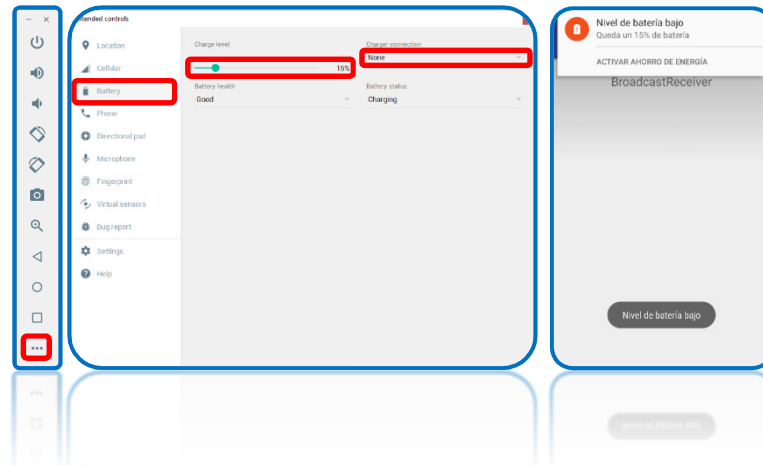 tended controls
Location
Cellular
Battery
Phone
Directional pad
Microphone
Fingerprint
Virtual sensors
Bug report
Settings
Help
Charge level
15%
Charger connection
None
Battery health
Good
Battery status
Charging
Nivel de batería bajo
Queda un 15% de batería
ACTIVAR AHORRO DE ENERGÍA
BroadcastReceiver
Nivel de batería bajo